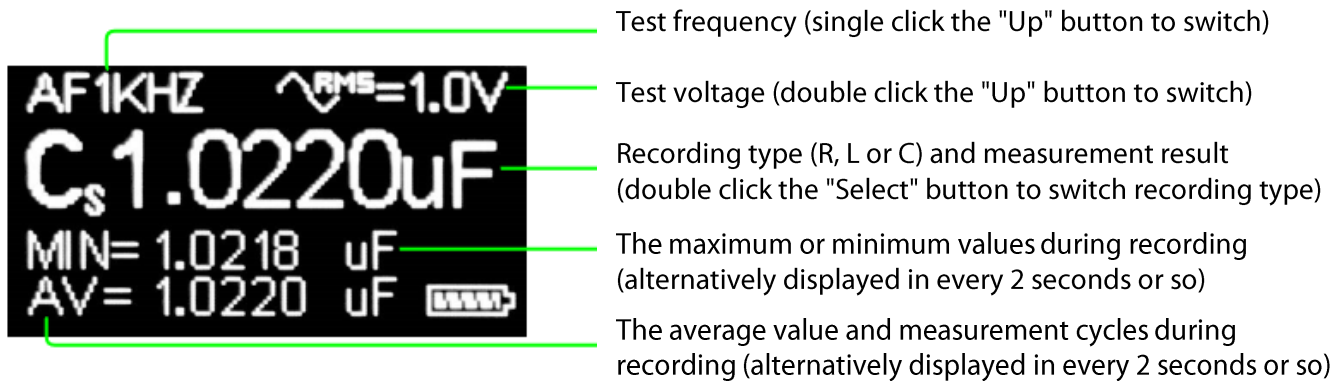 Test frequency (single click the "Up" button to switch)
AF1KHZ RMS=1.0V
Test voltage (double click the "Up" button to switch)
Cs1.0220uF
Recording type (R, L or C) and measurement result
(double click the "Select" button to switch recording type)
MIN= 1.0218 uF
The maximum or minimum values during recording
(alternatively displayed in every 2 seconds or so)
AV= 1.0220 uF
The average value and measurement cycles during
recording (alternatively displayed in every 2 seconds or so)